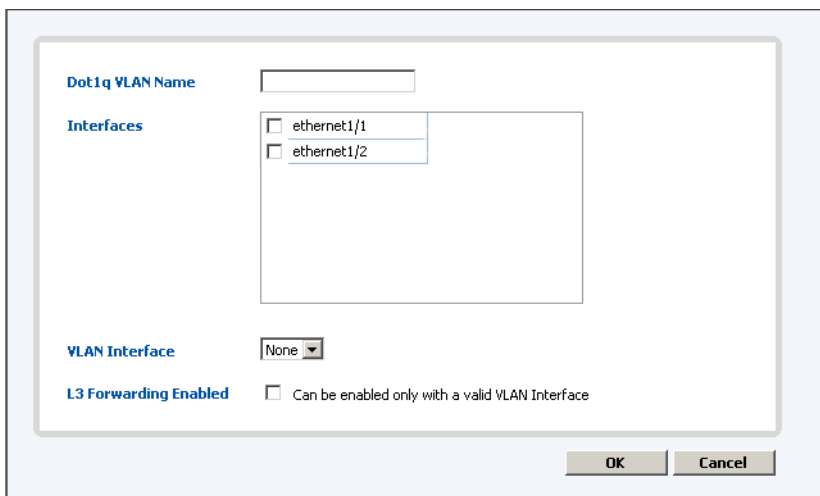 Dot1q VLAN Name
Interfaces
ethernet1/1
ethernet1/2
VLAN Interface
None
L3 Forwarding Enabled
Can be enabled only with a valid VLAN Interface
OK
Cancel